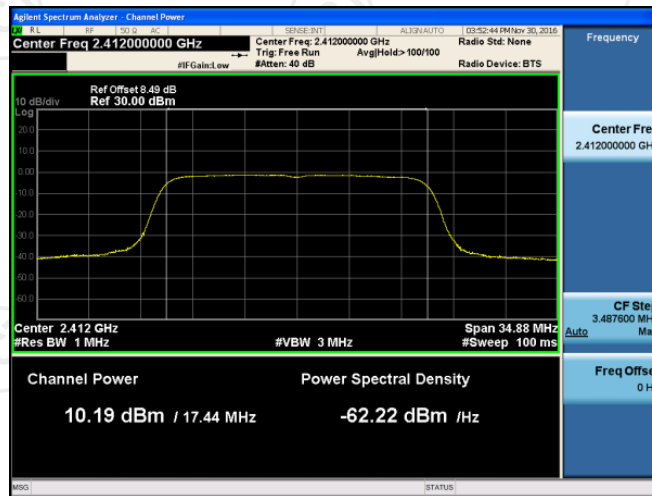 Agilent Spectrum Analyzer - Channel Power
RL RF 50 Ω AC SENSE:INT ALIGN AUTO 03:52:44 PM Nov 30, 2016
Center Freq 2.412000000 GHz Center Freq: 2.412000000 GHz Radio Std: None
Trig: Free Run Avg|Hold:> 100/100
#IFGain:Low #Atten: 40 dB Radio Device: BTS
Ref Offset 8.49 dB
10 dB/div Ref 30.00 dBm
Log
20.0
10.0
0.00
-10.0
-20.0
-30.0
-40.0
-50.0
-60.0
Center 2.412 GHz Span 34.88 MHz
#Res BW 1 MHz #VBW 3 MHz #Sweep 100 ms
Channel Power Power Spectral Density
10.19 dBm / 17.44 MHz -62.22 dBm /Hz
MSG STATUS
Frequency
Center Fre
2.412000000 GH
CF Ste
3.487600 MH
Auto Ma
Freq Offse
0 H